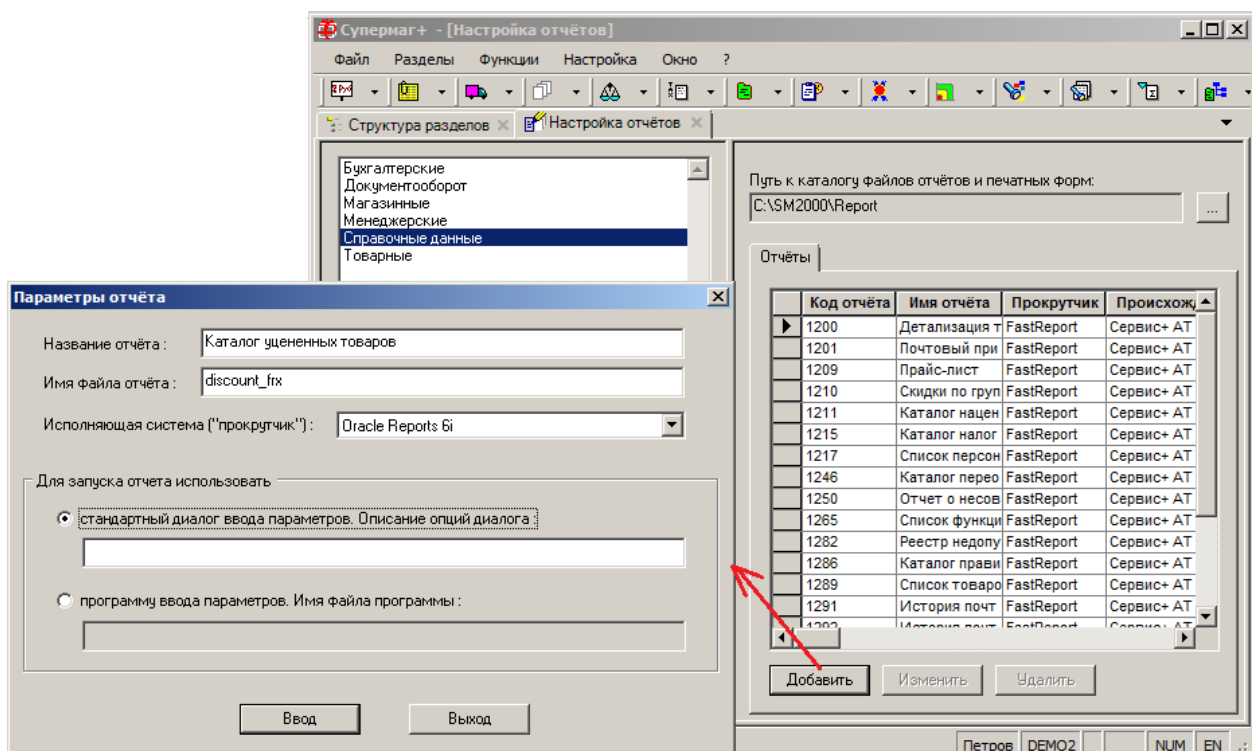 Супермаг+ - [Настройка отчётов]
Файл Разделы Функции Настройка Окно ?
Структура разделов Настройка отчётов
Бухгалтерские
Документооборот
Магазинные
Менеджерские
Справочные данные
Товарные
Путь к каталогу файлов отчётов и печатных форм:
C:\SM2000\Report
...
Отчёты
Код отчёта Имя отчёта Прокрутчик Происхож
1200 Детализация т FastReport Сервис+ АТ
1201 Почтовый при FastReport Сервис+ АТ
1209 Прайс-лист FastReport Сервис+ АТ
1210 Скидки по груп FastReport Сервис+ АТ
1211 Каталог нацен FastReport Сервис+ АТ
1215 Каталог налог FastReport Сервис+ АТ
1217 Список персон FastReport Сервис+ АТ
1246 Каталог перео FastReport Сервис+ АТ
1250 Отчет о несов FastReport Сервис+ АТ
1265 Список функци FastReport Сервис+ АТ
1282 Реестр недопу FastReport Сервис+ АТ
1286 Каталог прави FastReport Сервис+ АТ
1289 Список товаро FastReport Сервис+ АТ
1291 История почт FastReport Сервис+ АТ
1292 История почт FastReport Сервис+ АТ
Добавить Изменить Удалить
Петров DEMO2 NUM EN
Параметры отчёта
Название отчёта : Каталог уцененных товаров
Имя файла отчёта : discount_frx
Исполняющая система ("прокрутчик") : Oracle Reports 6i
Для запуска отчета использовать
стандартный диалог ввода параметров. Описание опций диалога :
программу ввода параметров. Имя файла программы :
Ввод Выход